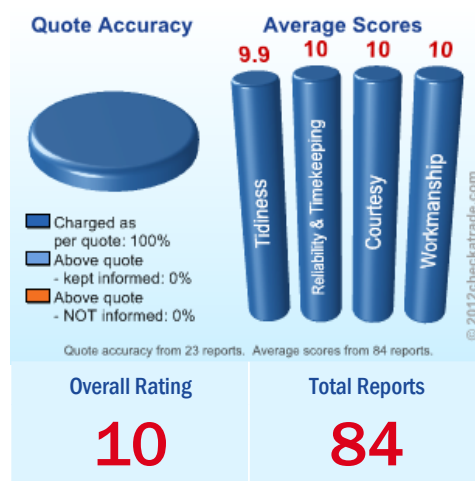 Quote Accuracy
Average Scores
9.9
10
10
10
Tidiness
Reliability & Timekeeping
Courtesy
Workmanship
Charged as
per quote: 100%
Above quote
- kept informed: 0%
Above quote
- NOT informed: 0%
© 2012checkatrade.com
Quote accuracy from 23 reports. Average scores from 84 reports.
Overall Rating
Total Reports
10
84